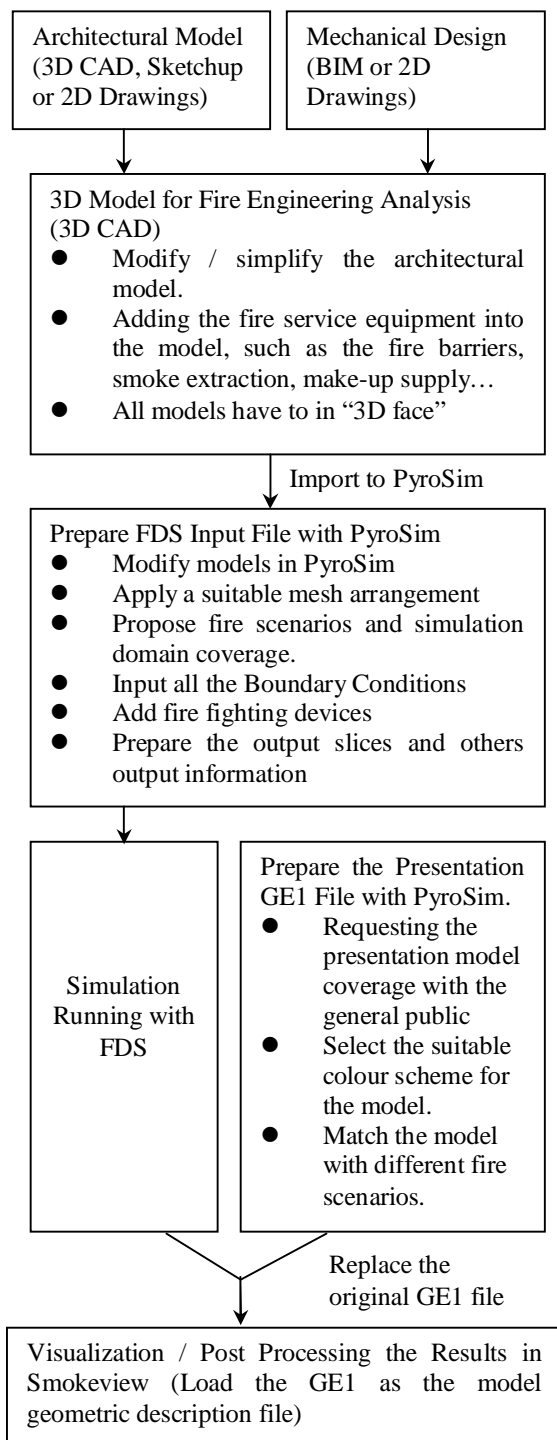 Architectural Model
(3D CAD, Sketchup
or 2D Drawings)
Mechanical Design
(BIM or 2D
Drawings)
3D Model for Fire Engineering Analysis
(3D CAD)
● Modify / simplify the architectural
model.
● Adding the fire service equipment into
the model, such as the fire barriers,
smoke extraction, make-up supply…
● All models have to in “3D face”
Import to PyroSim
Prepare FDS Input File with PyroSim
● Modify models in PyroSim
● Apply a suitable mesh arrangement
● Propose fire scenarios and simulation
domain coverage.
● Input all the Boundary Conditions
● Add fire fighting devices
● Prepare the output slices and others
output information
Simulation
Running with
FDS
Prepare the Presentation
GE1 File with PyroSim.
● Requesting the
presentation model
coverage with the
general public
● Select the suitable
colour scheme for
the model.
● Match the model
with different fire
scenarios.
Replace the
original GE1 file
Visualization / Post Processing the Results in
Smokeview (Load the GE1 as the model
geometric description file)